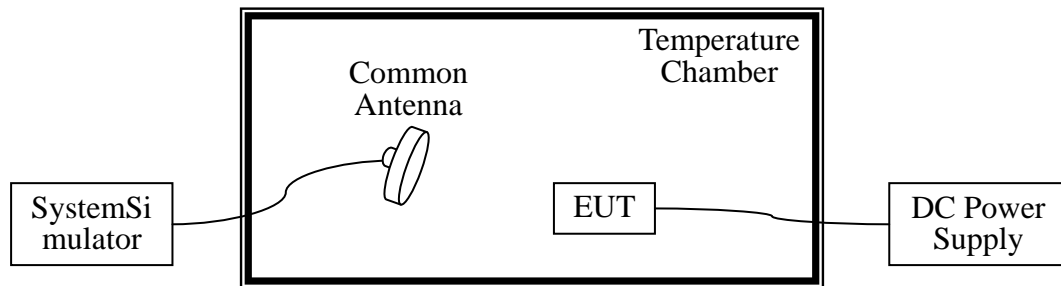 Temperature
Chamber
Common
Antenna
SystemSi
mulator
EUT
DC Power
Supply